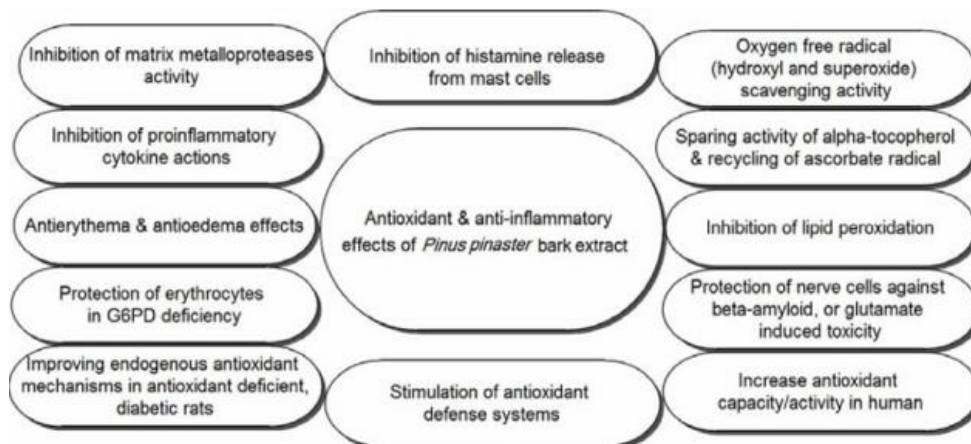 Inhibition of matrix metalloproteases
activity
Inhibition of proinflammatory
cytokine actions
Antierythema & antioedema effects
Protection of erythrocytes
in G6PD deficiency
Improving endogenous antioxidant
mechanisms in antioxidant deficient,
diabetic rats
Inhibition of histamine release
from mast cells
Antioxidant & anti-inflammatory
effects of Pinus pinaster bark extract
Stimulation of antioxidant
defense systems
Oxygen free radical
(hydroxyl and superoxide)
scavenging activity
Sparing activity of alpha-tocopherol
& recycling of ascorbate radical
Inhibition of lipid peroxidation
Protection of nerve cells against
beta-amyloid, or glutamate
induced toxicity
Increase antioxidant
capacity/activity in human